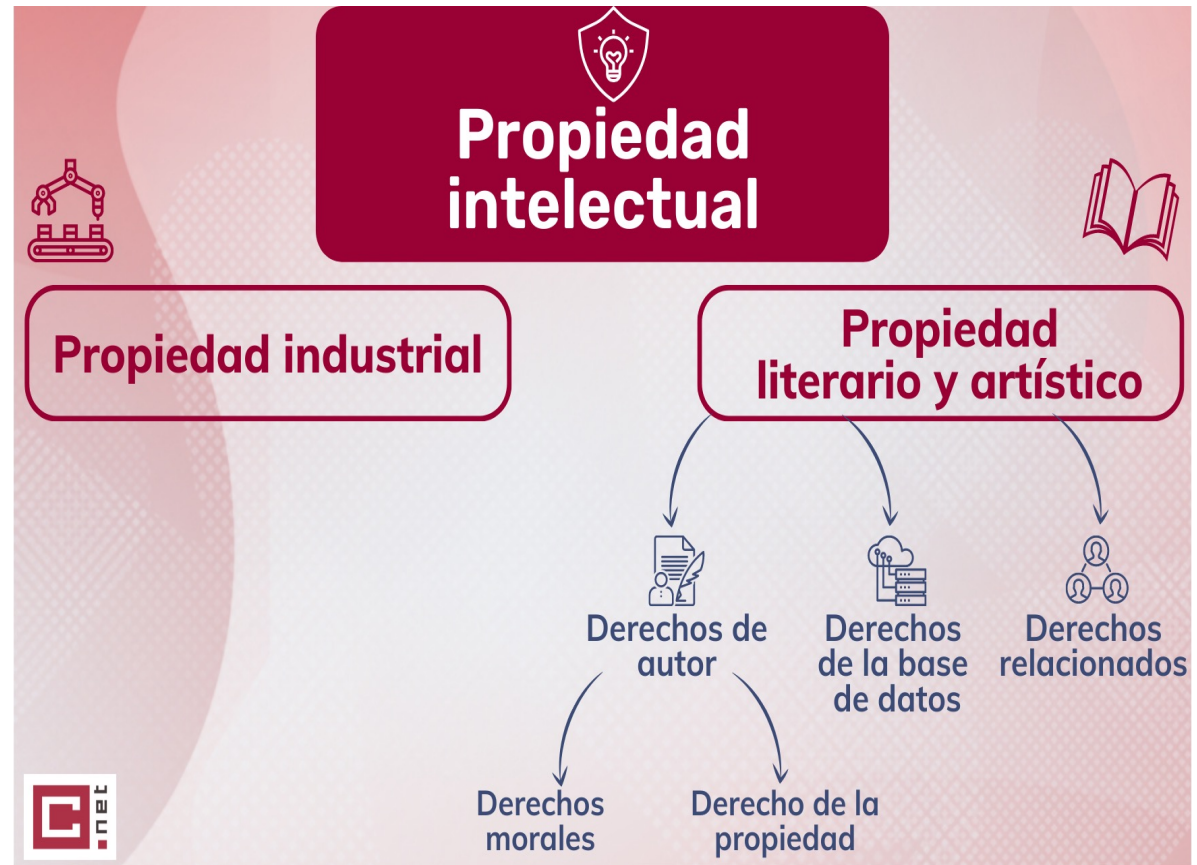 Propiedad
intelectual
Propiedad industrial
Propiedad
literario y artístico
Derechos de
autor
Derechos
de la base
de datos
Derechos
relacionados
Derechos
morales
Derecho de la
propiedad
C.net